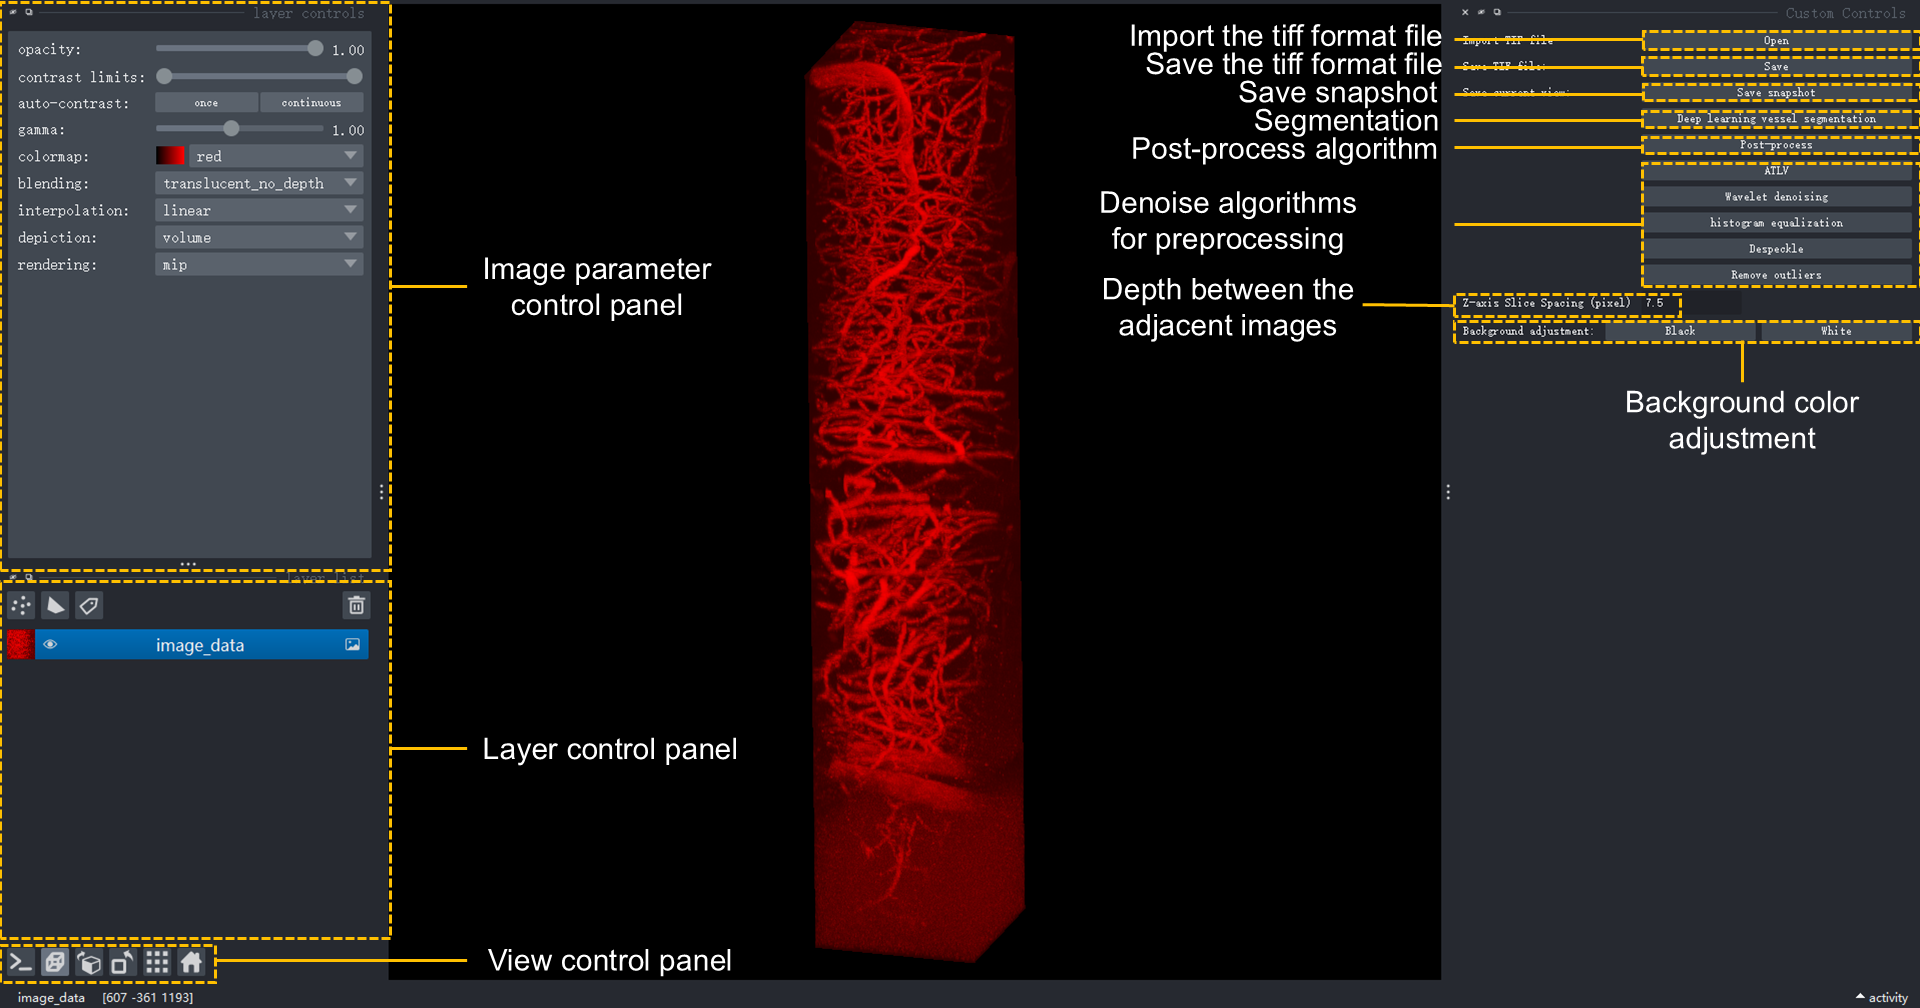 layer controls
opacity: 1.00
contrast limits:
auto-contrast: once continuous
gamma: 1.00
colormap: red
blending: translucent_no_depth
interpolation: linear
depiction: volume
rendering: mip
Image parameter
control panel
layer list
image_data
Layer control panel
View control panel
image_data [607 -361 1193]
Import the tiff format file
Save the tiff format file
Save snapshot
Segmentation
Post-process algorithm
Denoise algorithms
for preprocessing
Depth between the
adjacent images
Custom Controls
Import TIF file Open
Save TIF file: Save
Save current view: Save snapshot
Deep learning vessel segmentation
Post-process
ATLV
Wavelet denoising
histogram equalization
Despeckle
Remove outliers
Z-axis Slice Spacing (pixel) 7.5
Background adjustment: Black White
Background color
adjustment
activity